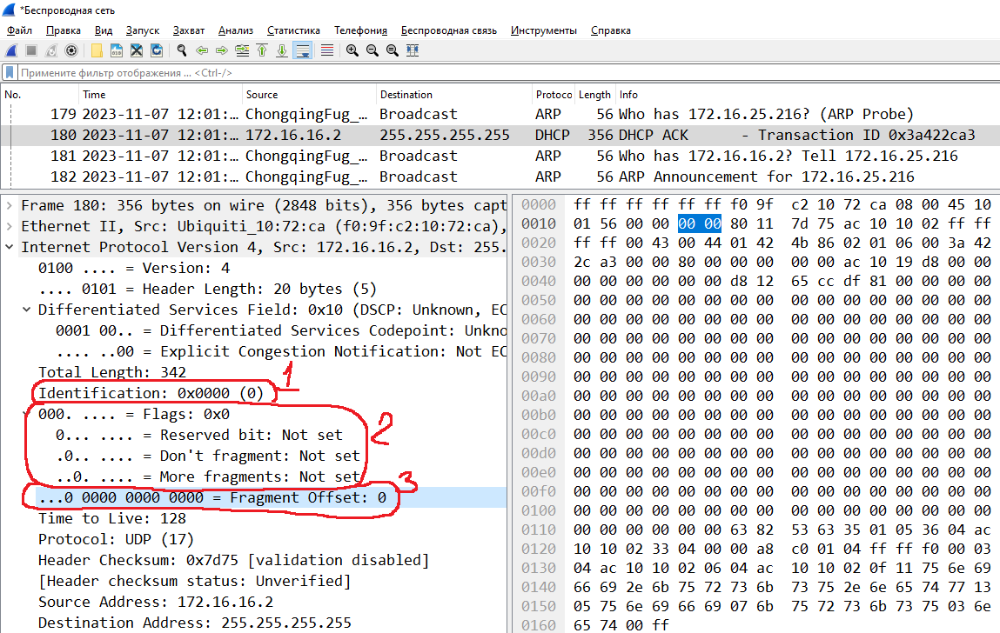 *Беспроводная сеть
Файл Правка Вид Запуск Захват Анализ Статистика Телефония Беспроводная связь Инструменты Справка
Примените фильтр отображения … <Ctrl-/>
No. Time Source Destination Protoco Length Info
179 2023-11-07 12:01:… ChongqingFug_… Broadcast ARP 56 Who has 172.16.25.216? (ARP Probe)
180 2023-11-07 12:01:… 172.16.16.2 255.255.255.255 DHCP 356 DHCP ACK - Transaction ID 0x3a422ca3
181 2023-11-07 12:01:… ChongqingFug_… Broadcast ARP 56 Who has 172.16.16.2? Tell 172.16.25.216
182 2023-11-07 12:01:… ChongqingFug_… Broadcast ARP 56 ARP Announcement for 172.16.25.216
Frame 180: 356 bytes on wire (2848 bits), 356 bytes capt
Ethernet II, Src: Ubiquiti_10:72:ca (f0:9f:c2:10:72:ca),
Internet Protocol Version 4, Src: 172.16.16.2, Dst: 255.
0100 .... = Version: 4
.... 0101 = Header Length: 20 bytes (5)
Differentiated Services Field: 0x10 (DSCP: Unknown, EC
0001 00.. = Differentiated Services Codepoint: Unkno
.... ..00 = Explicit Congestion Notification: Not EC
Total Length: 342
1
Identification: 0x0000 (0)
000. .... = Flags: 0x0
2
0... .... = Reserved bit: Not set
.0.. .... = Don't fragment: Not set
..0. .... = More fragments: Not set
3
...0 0000 0000 0000 = Fragment Offset: 0
Time to Live: 128
Protocol: UDP (17)
Header Checksum: 0x7d75 [validation disabled]
[Header checksum status: Unverified]
Source Address: 172.16.16.2
Destination Address: 255.255.255.255
0000 ff ff ff ff ff ff f0 9f c2 10 72 ca 08 00 45 10
0010 01 56 00 00 00 00 80 11 7d 75 ac 10 10 02 ff ff
0020 ff ff 00 43 00 44 01 42 4b 86 02 01 06 00 3a 42
0030 2c a3 00 00 80 00 00 00 00 00 ac 10 19 d8 00 00
0040 00 00 00 00 00 00 d8 12 65 cc df 81 00 00 00 00
0050 00 00 00 00 00 00 00 00 00 00 00 00 00 00 00 00
0060 00 00 00 00 00 00 00 00 00 00 00 00 00 00 00 00
0070 00 00 00 00 00 00 00 00 00 00 00 00 00 00 00 00
0080 00 00 00 00 00 00 00 00 00 00 00 00 00 00 00 00
0090 00 00 00 00 00 00 00 00 00 00 00 00 00 00 00 00
00a0 00 00 00 00 00 00 00 00 00 00 00 00 00 00 00 00
00b0 00 00 00 00 00 00 00 00 00 00 00 00 00 00 00 00
00c0 00 00 00 00 00 00 00 00 00 00 00 00 00 00 00 00
00d0 00 00 00 00 00 00 00 00 00 00 00 00 00 00 00 00
00e0 00 00 00 00 00 00 00 00 00 00 00 00 00 00 00 00
00f0 00 00 00 00 00 00 00 00 00 00 00 00 00 00 00 00
0100 00 00 00 00 00 00 00 00 00 00 00 00 00 00 00 00
0110 00 00 00 00 00 00 63 82 53 63 35 01 05 36 04 ac
0120 10 10 02 33 04 00 00 a8 c0 01 04 ff ff f0 00 03
0130 04 ac 10 10 02 06 04 ac 10 10 02 0f 11 75 6e 69
0140 66 69 2e 6b 75 72 73 6b 73 75 2e 6e 65 74 77 13
0150 05 75 6e 69 66 69 07 6b 75 72 73 6b 73 75 03 6e
0160 65 74 00 ff